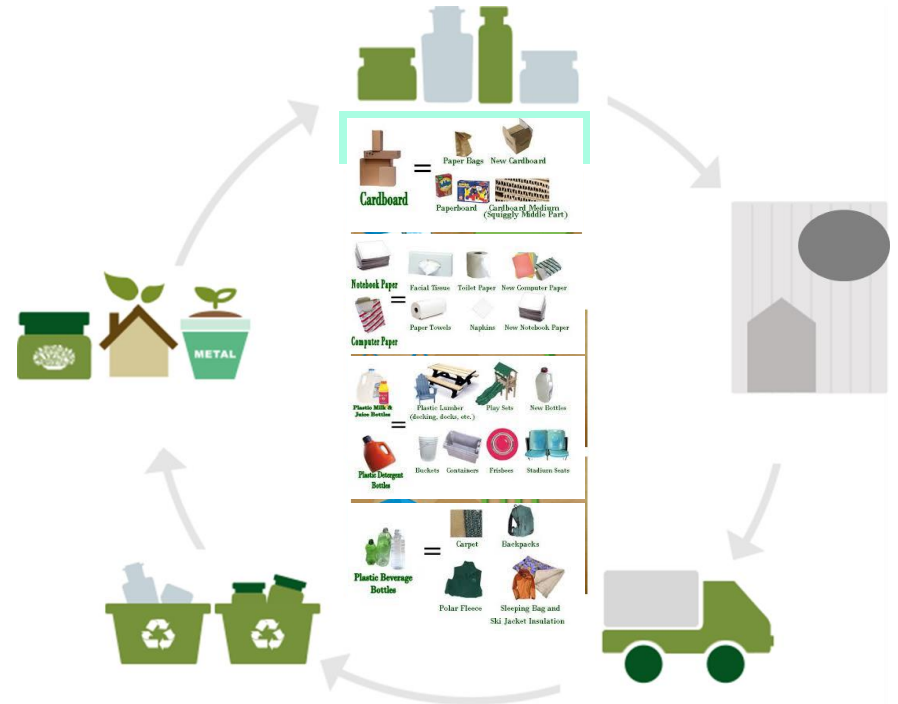 Paper Bags New Cardboard
=
Cardboard
Paperboard Cardboard Medium
(Squiggly Middle Part)
Notebook Paper
Facial Tissue Toilet Paper New Computer Paper
=
Computer Paper
Paper Towels Napkins New Notebook Paper
METAL
Plastic Milk &
Juice Bottles
Plastic Lumber
(decking, docks, etc.)
Play Sets New Bottles
=
Plastic Detergent
Bottles
Buckets Containers Frisbees Stadium Seats
Carpet Backpacks
=
Plastic Beverage
Bottles
Polar Fleece Sleeping Bag and
Ski Jacket Insulation